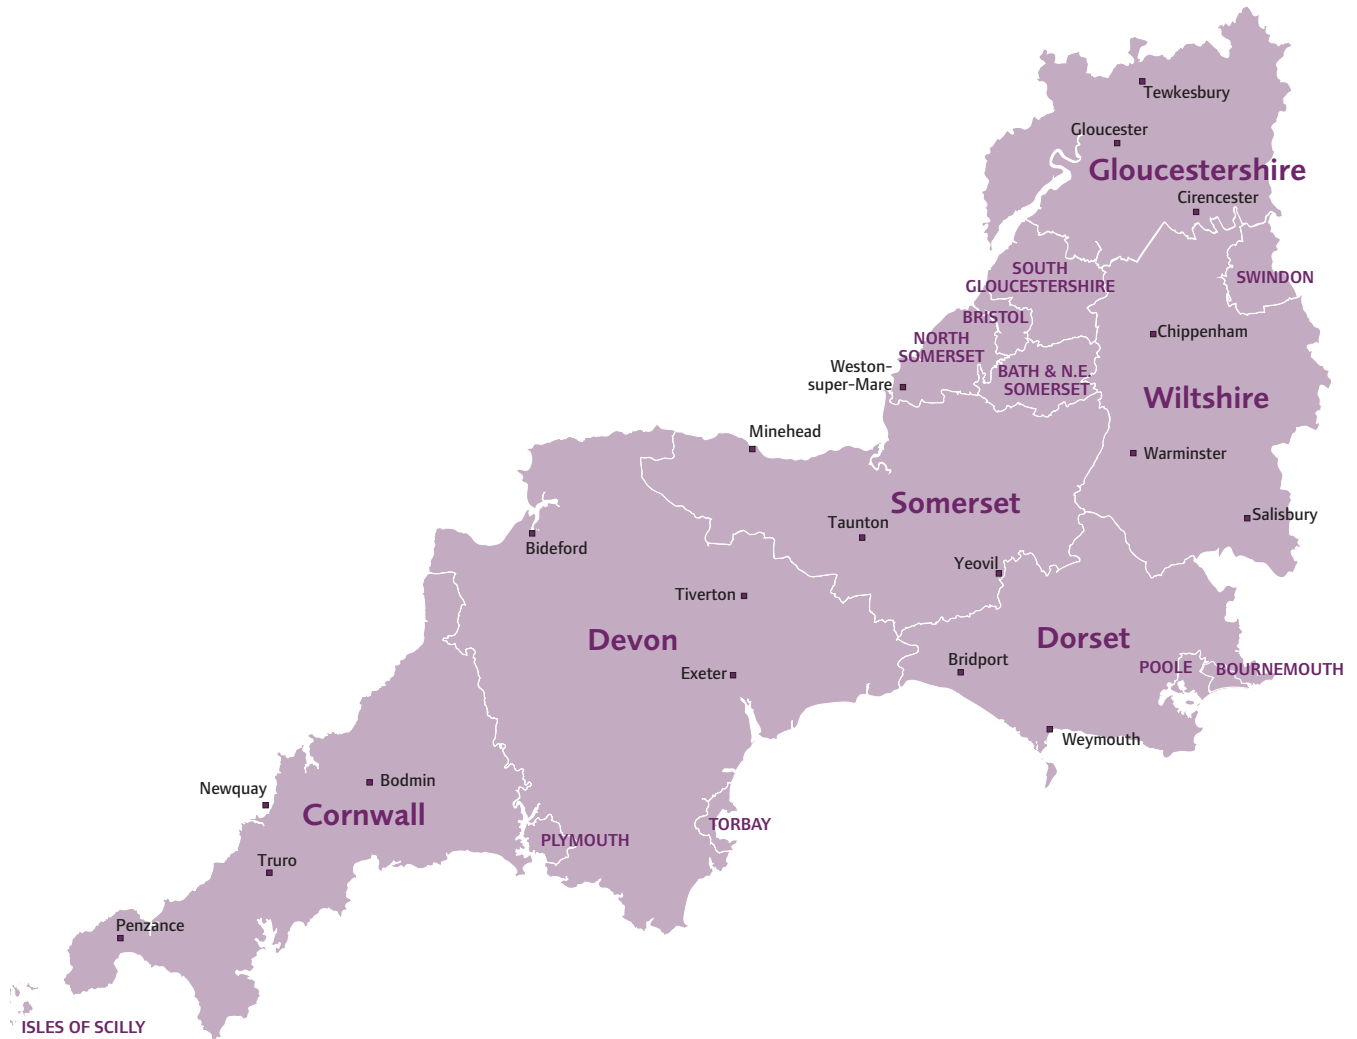 Tewkesbury
Gloucester
Gloucestershire
Cirencester
SOUTH
GLOUCESTERSHIRE
SWINDON
BRISTOL
Chippenham
NORTH
SOMERSET
Weston-
super-Mare
BATH & N.E.
SOMERSET
Wiltshire
Minehead
Warminster
Somerset
Salisbury
Taunton
Bideford
Yeovil
Tiverton
Devon
Dorset
Bridport
POOLE
BOURNEMOUTH
Exeter
Weymouth
Newquay
Bodmin
Cornwall
TORBAY
PLYMOUTH
Truro
Penzance
ISLES OF SCILLY